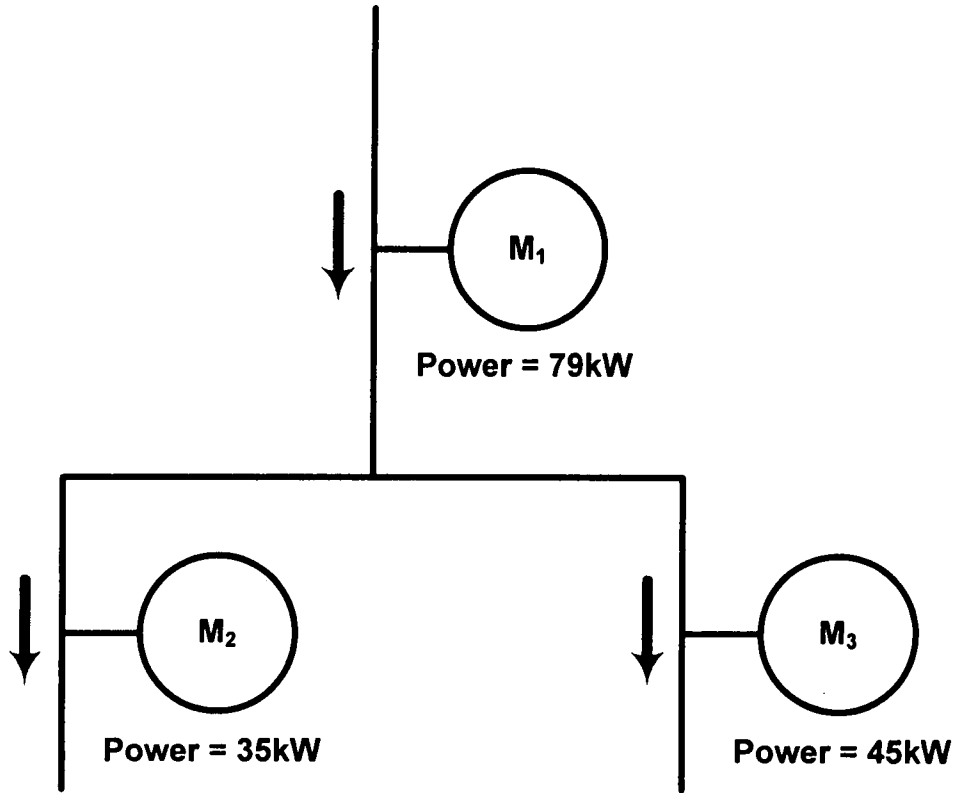 M₁
Power = 79kW
M₂
M₃
Power = 35kW
Power = 45kW